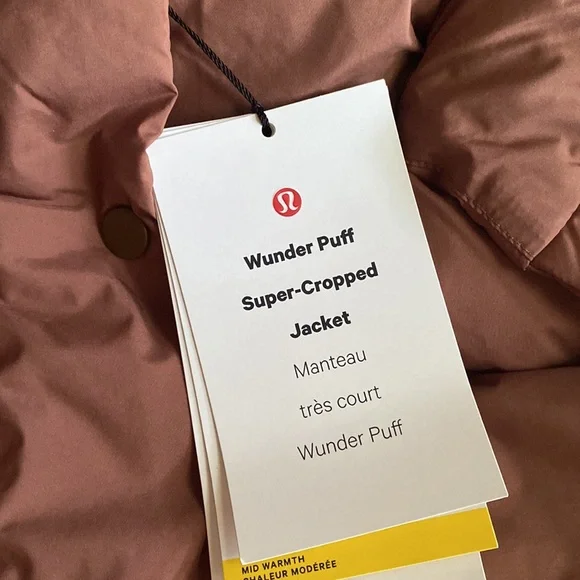 Wunder Puff
Super-Cropped
Jacket
Manteau
très court
Wunder Puff
MID WARMTH
CHALEUR MODÉRÉE